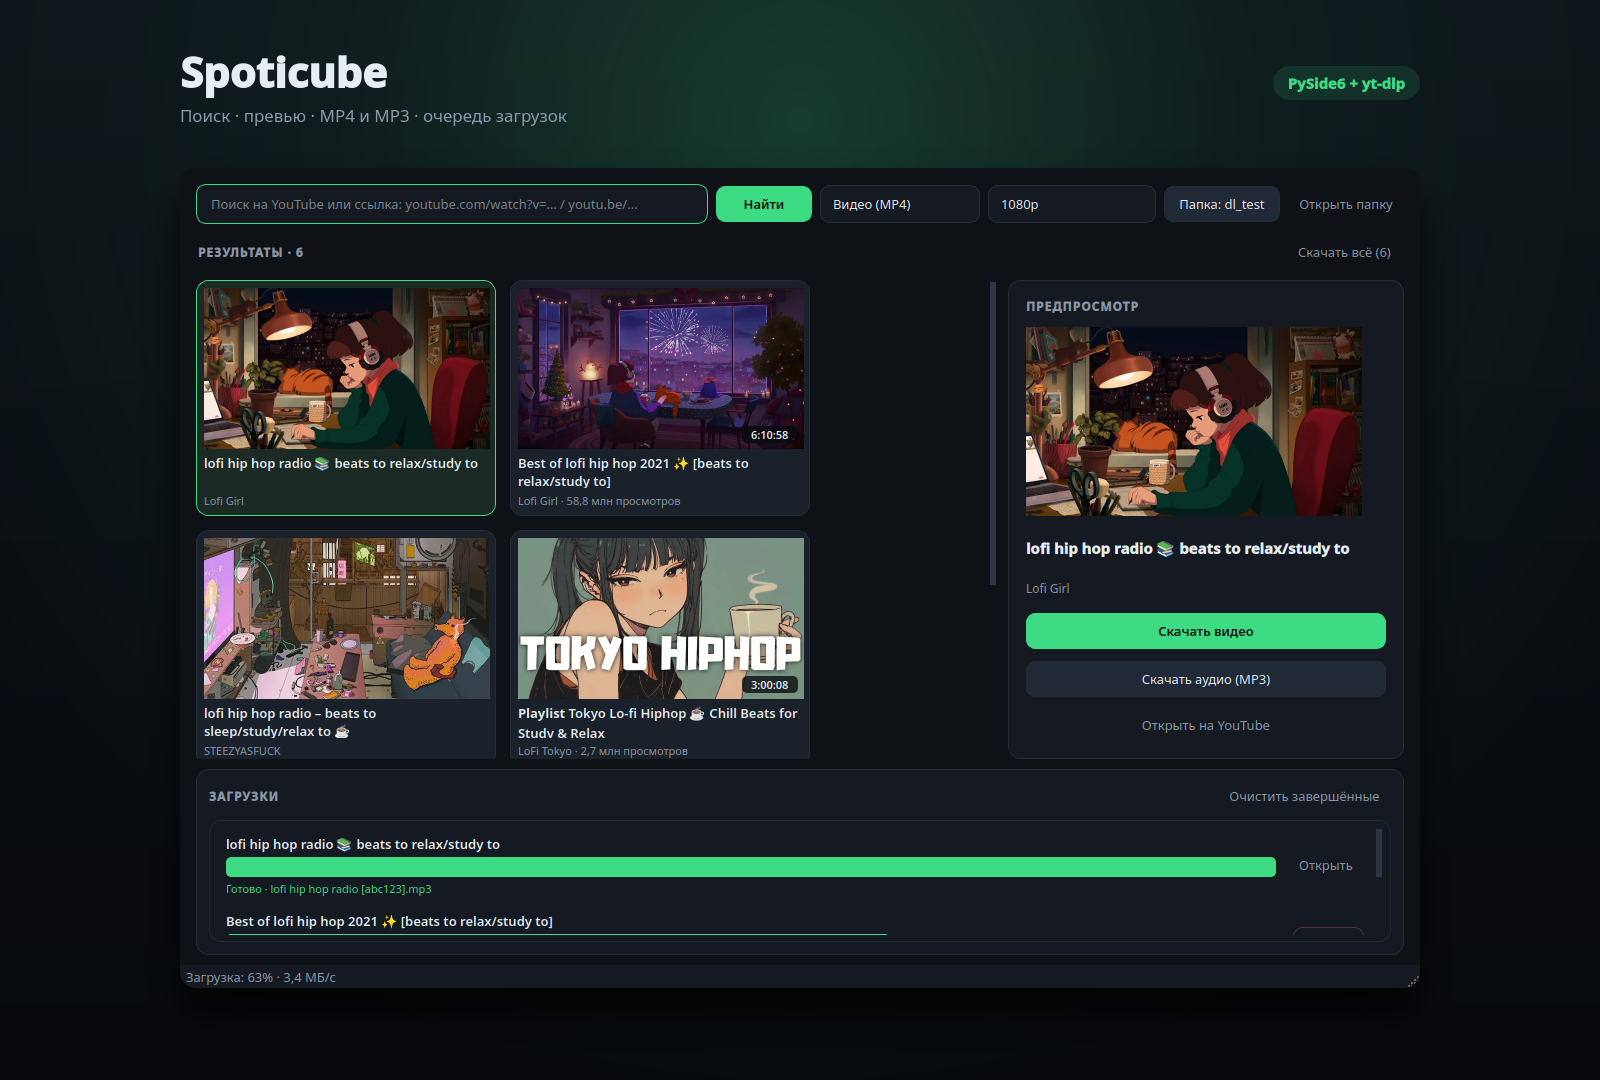 Spoticube
PySide6 + yt-dlp
Поиск · превью · MP4 и MP3 · очередь загрузок
Поиск на YouTube или ссылка: youtube.com/watch?v=... / youtu.be/...
Найти
Видео (MP4)
1080p
Папка: dl_test
Открыть папку
РЕЗУЛЬТАТЫ · 6
Скачать всё (6)
lofi hip hop radio 📚 beats to relax/study to
Lofi Girl
6:10:58
Best of lofi hip hop 2021 ✨ [beats to
relax/study to]
Lofi Girl · 58,8 млн просмотров
lofi hip hop radio – beats to
sleep/study/relax to ☕
STEEZYASFUCK
TOKYO HIPHOP
3:00:08
Playlist Tokyo Lo-fi Hiphop ☕ Chill Beats for
Study & Relax
LoFi Tokyo · 2,7 млн просмотров
ПРЕДПРОСМОТР
lofi hip hop radio 📚 beats to relax/study to
Lofi Girl
Скачать видео
Скачать аудио (MP3)
Открыть на YouTube
ЗАГРУЗКИ
Очистить завершённые
lofi hip hop radio 📚 beats to relax/study to
Открыть
Готово · lofi hip hop radio [abc123].mp3
Best of lofi hip hop 2021 ✨ [beats to relax/study to]
Загрузка: 63% · 3,4 МБ/с